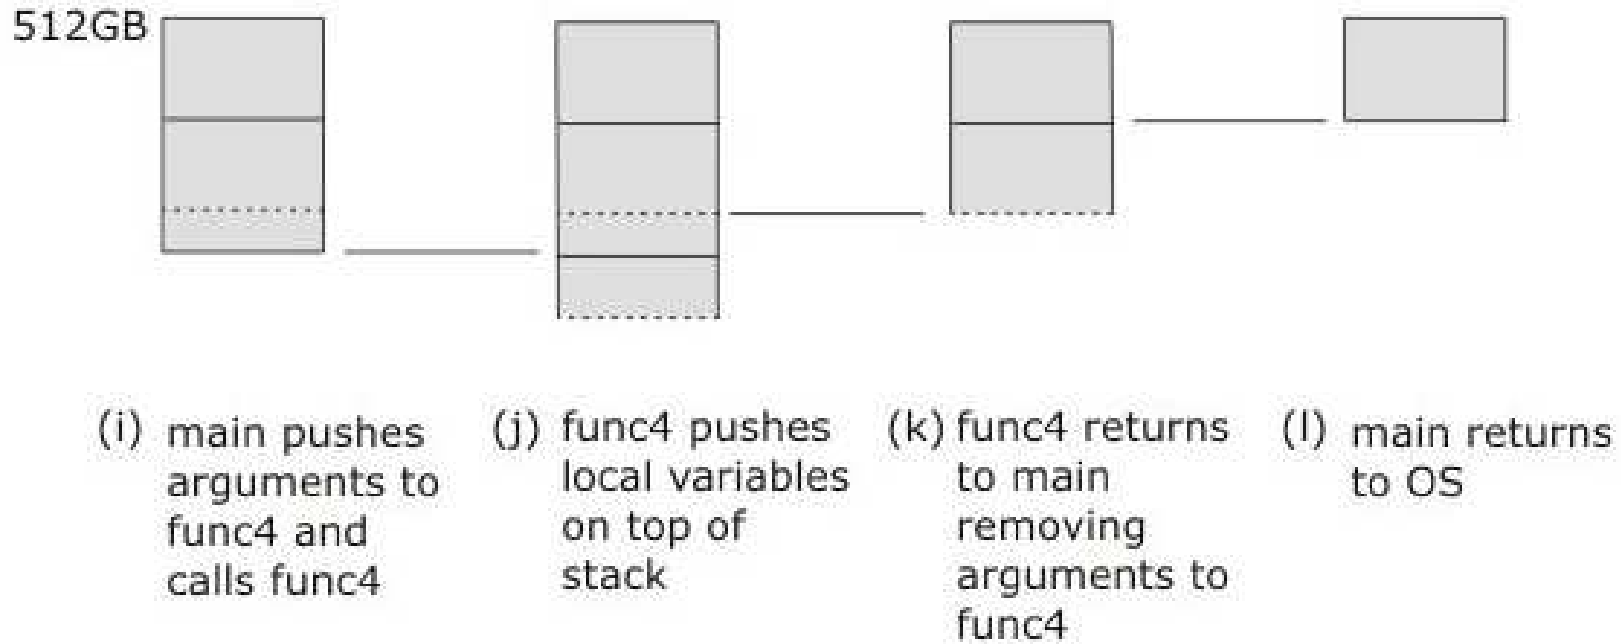 512GB
(i) main pushes
arguments to
func4 and
calls func4
(j) func4 pushes
local variables
on top of
stack
(k) func4 returns
to main
removing
arguments to
func4
(l) main returns
to OS